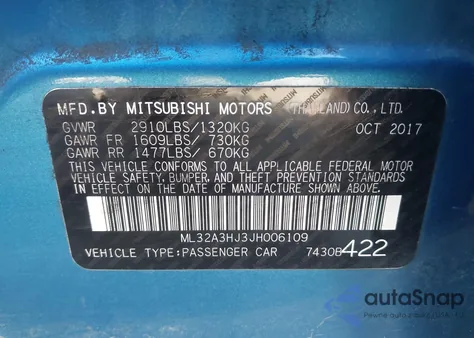 MFD.BY MITSUBISHI MOTORS (THAILAND) CO., LTD.
GVWR 2910LBS/1320KG OCT 2017
GAWR FR 1609LBS/ 730KG
GAWR RR 1477LBS/ 670KG
THIS VEHICLE CONFORMS TO ALL APPLICABLE FEDERAL MOTOR
VEHICLE SAFETY, BUMPER, AND THEFT PREVENTION STANDARDS
IN EFFECT ON THE DATE OF MANUFACTURE SHOWN ABOVE.
ML32A3HJ3JH006109
VEHICLE TYPE:PASSENGER CAR 7430B422
autoSnap